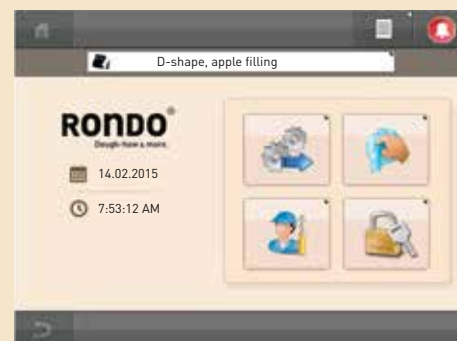 D-shape, apple filling
RONDO®
Dough-how & more.
14.02.2015
7:53:12 AM